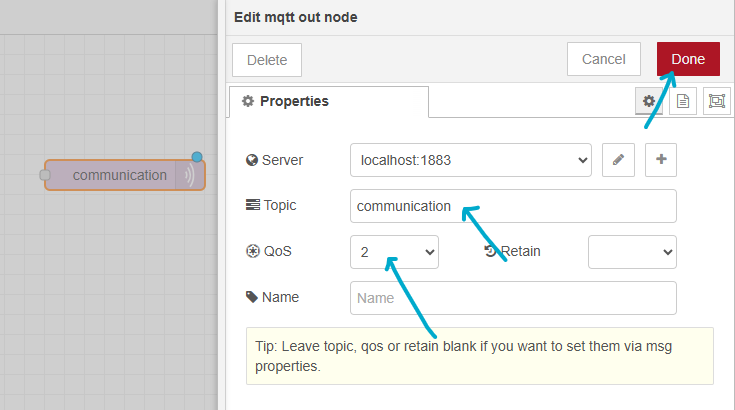 Edit mqtt out node
Delete
Cancel
Done
Properties
communication
Server
localhost:1883
Topic
communication
QoS
2
Retain
Name
Name
Tip: Leave topic, qos or retain blank if you want to set them via msg
properties.